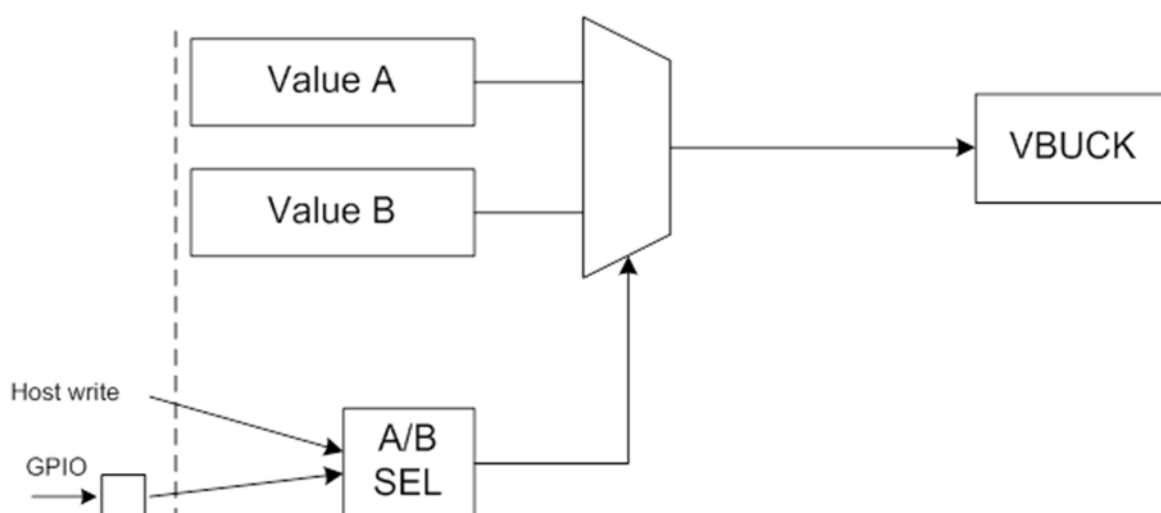 Value A
Value B
VBUCK
Host write
GPIO
A/B
SEL